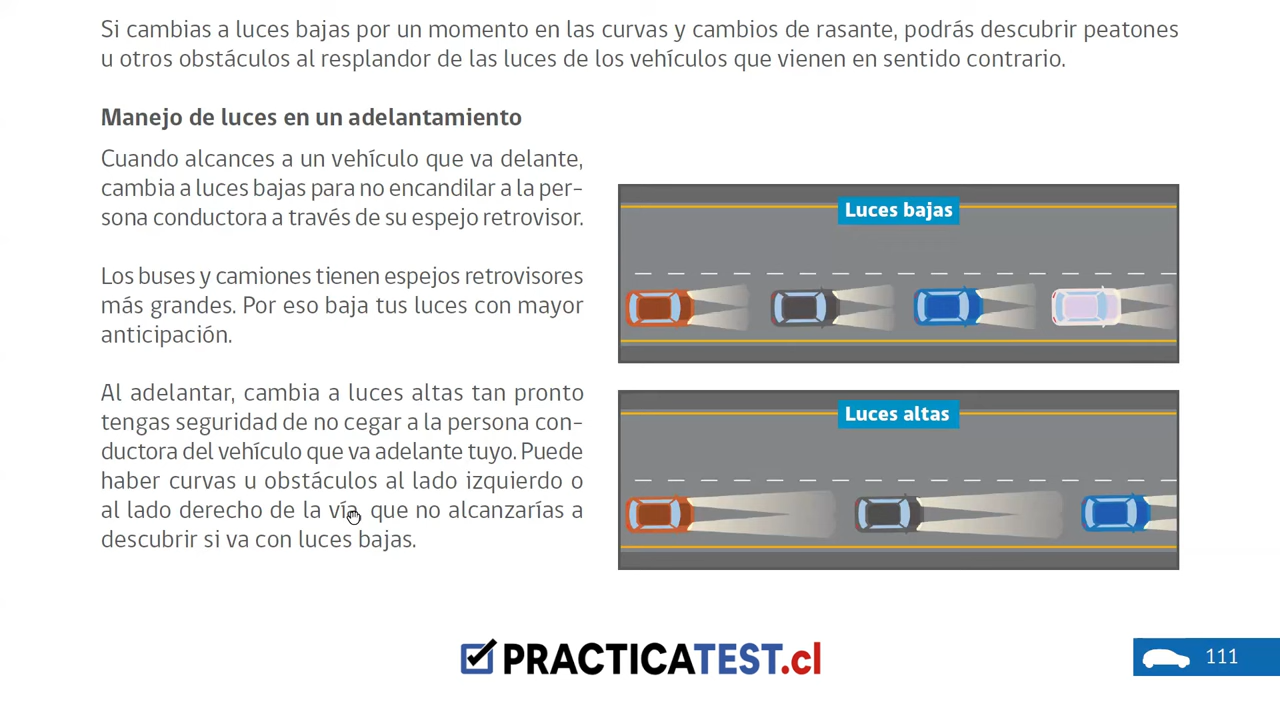 Si cambias a luces bajas por un momento en las curvas y cambios de rasante, podrás descubrir peatones
u otros obstáculos al resplandor de las luces de los vehículos que vienen en sentido contrario.
Manejo de luces en un adelantamiento
Cuando alcances a un vehículo que va delante,
cambia a luces bajas para no encandilar a la per-
sona conductora a través de su espejo retrovisor.
Los buses y camiones tienen espejos retrovisores
más grandes. Por eso baja tus luces con mayor
anticipación.
Al adelantar, cambia a luces altas tan pronto
tengas seguridad de no cegar a la persona con-
ductora del vehículo que va adelante tuyo. Puede
haber curvas u obstáculos al lado izquierdo o
al lado derecho de la vía, que no alcanzarías a
descubrir si va con luces bajas.
Luces bajas
Luces altas
PRACTICATEST.cl
111